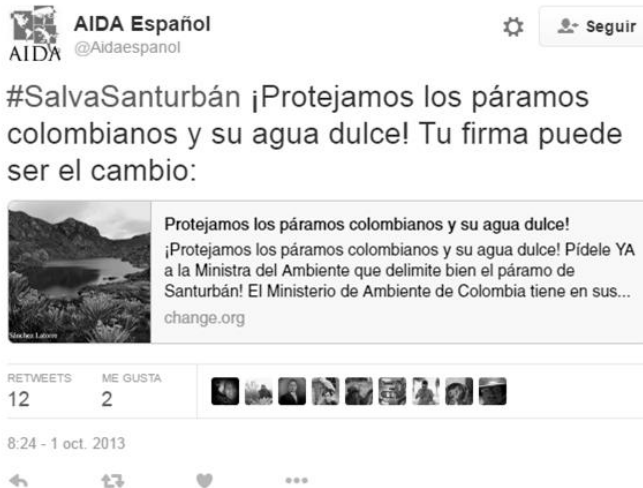 AIDA
AIDA Español
@Aidaespanol
Seguir
#SalvaSanturbán ¡Protejamos los páramos
colombianos y su agua dulce! Tu firma puede
ser el cambio:
Protejamos los páramos colombianos y su agua dulce!
¡Protejamos los páramos colombianos y su agua dulce! Pídele YA
a la Ministra del Ambiente que delimite bien el páramo de
Santurbán! El Ministerio de Ambiente de Colombia tiene en sus...
change.org
Sánchez Latorre
RETWEETS ME GUSTA
12 2
8:24 - 1 oct. 2013